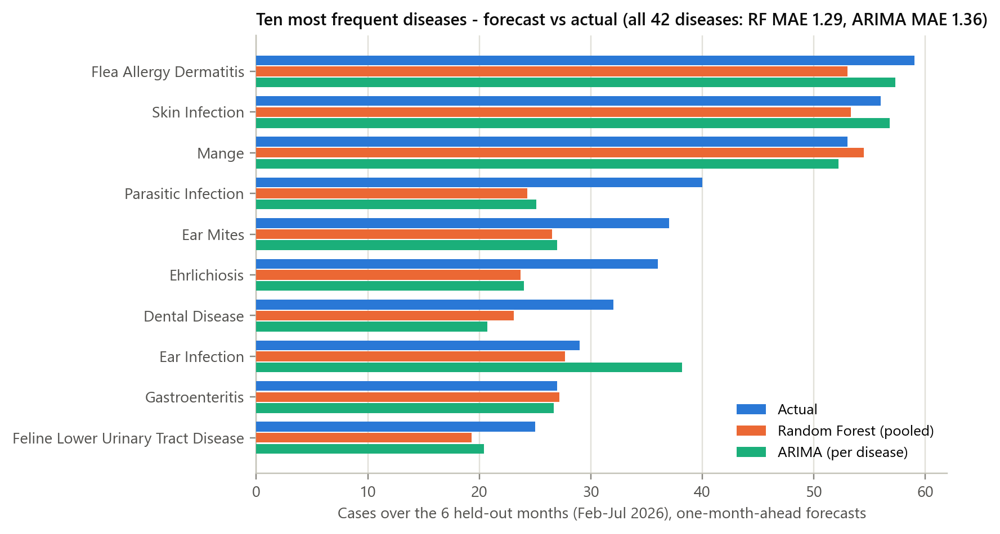 Ten most frequent diseases - forecast vs actual (all 42 diseases: RF MAE 1.29, ARIMA MAE 1.36)
Flea Allergy Dermatitis
Skin Infection
Mange
Parasitic Infection
Ear Mites
Ehrlichiosis
Dental Disease
Ear Infection
Gastroenteritis
Feline Lower Urinary Tract Disease
Actual
Random Forest (pooled)
ARIMA (per disease)
0 10 20 30 40 50 60
Cases over the 6 held-out months (Feb-Jul 2026), one-month-ahead forecasts